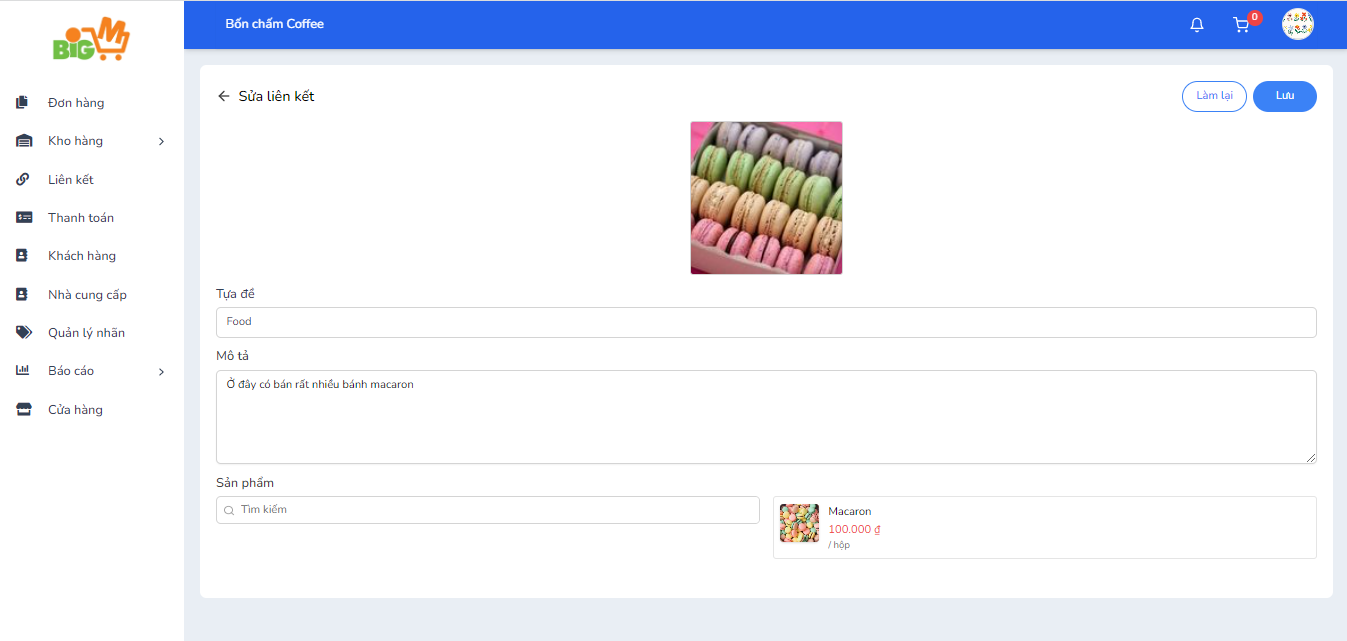 BIG M
Bốn chấm Coffee
0
Đơn hàng
Kho hàng
Liên kết
Thanh toán
Khách hàng
Nhà cung cấp
Quản lý nhãn
Báo cáo
Cửa hàng
Sửa liên kết
Làm lại
Lưu
Tựa đề
Food
Mô tả
Ở đây có bán rất nhiều bánh macaron
Sản phẩm
Tìm kiếm
Macaron
100.000 ₫
/ hộp